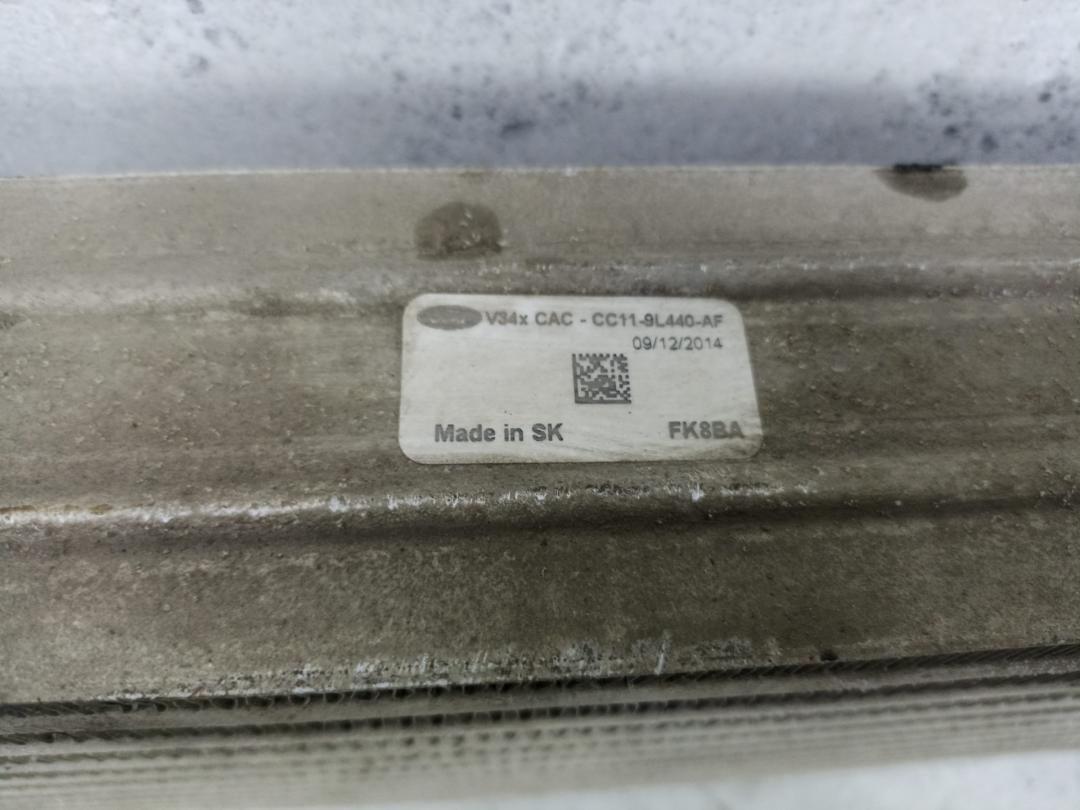 V34x CAC - CC11-9L440-AF
09/12/2014
Made in SK
FK8BA